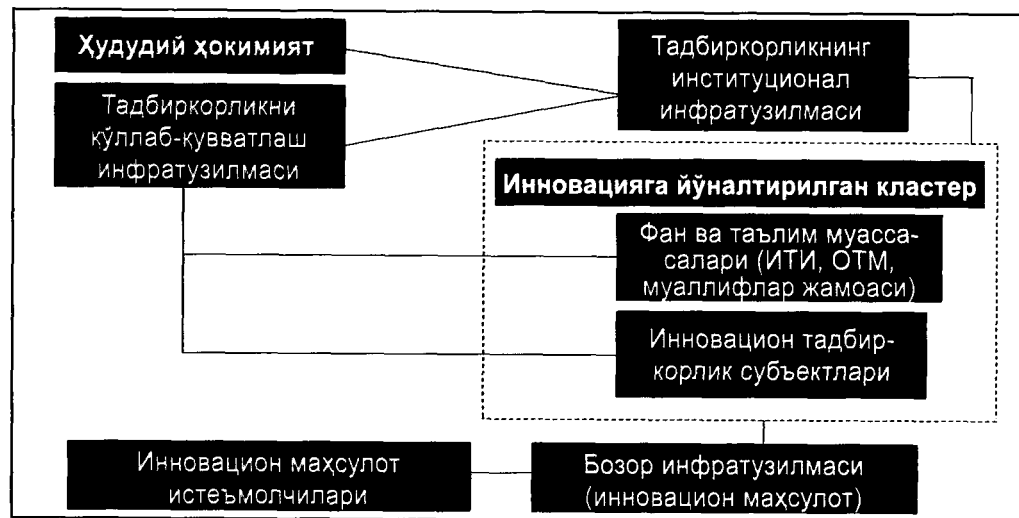 Ҳудудий ҳокимият
Тадбиркорликнинг
институционал
инфратузилмаси
Тадбиркорликни
қўллаб-қувватлаш
инфратузилмаси
Инновацияга йўналтирилган кластер
Фан ва таълим муасса-
салари (ИТИ, ОТМ,
муаллифлар жамоаси)
Инновацион тадбир-
корлик субъектлари
Инновацион маҳсулот
истеъмолчилари
Бозор инфратузилмаси
(инновацион маҳсулот)